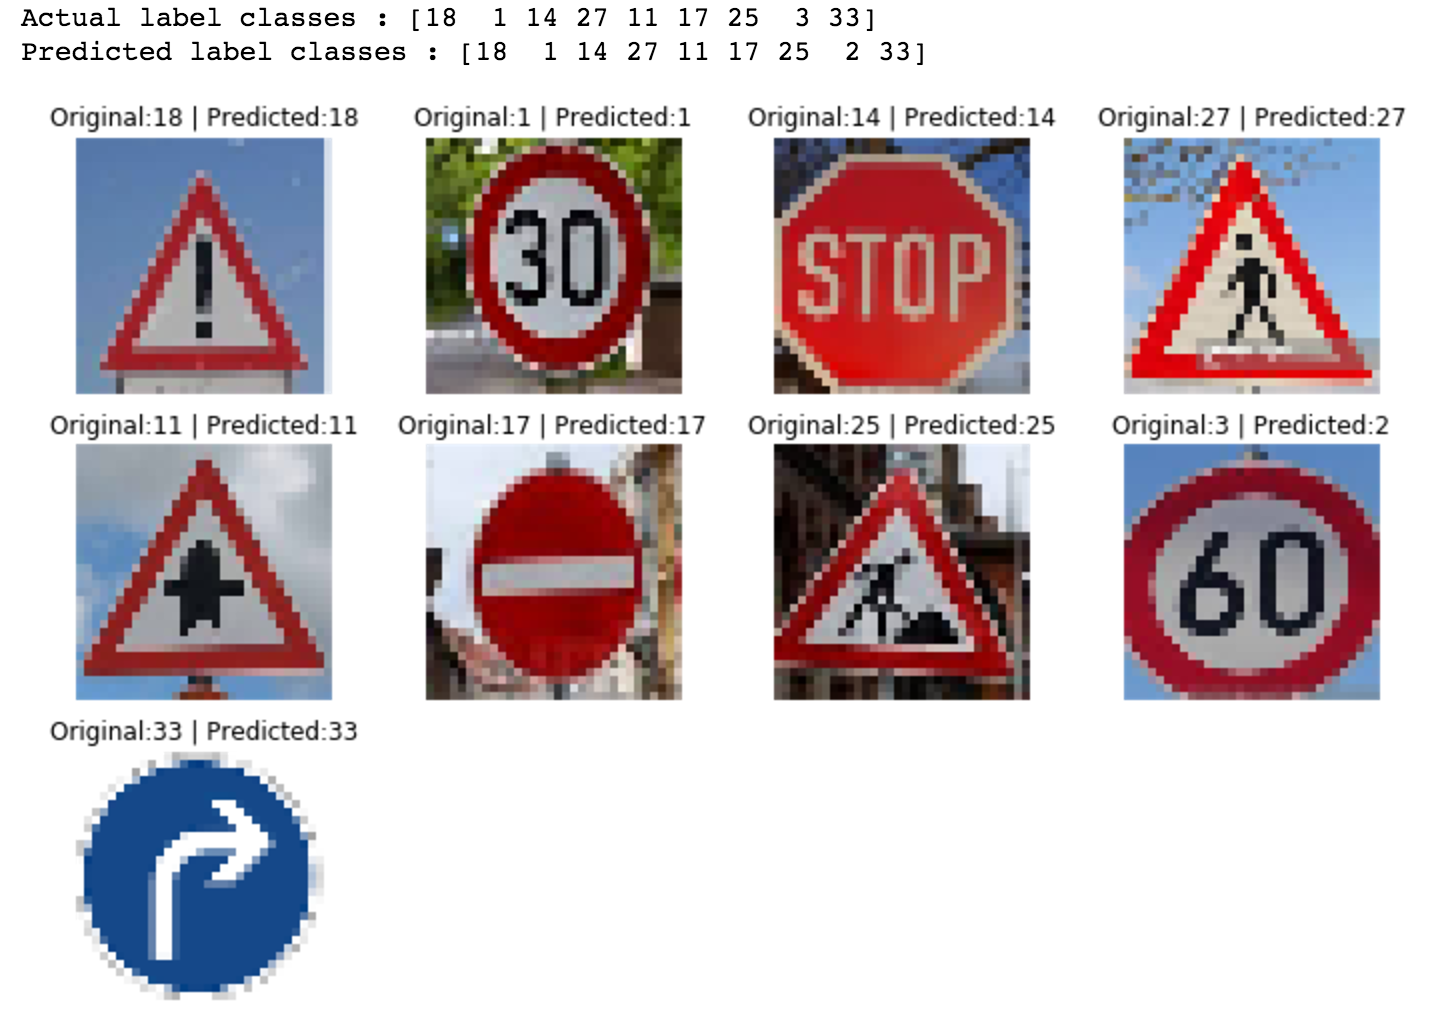 Actual label classes : [18  1 14 27 11 17 25  3 33]
Predicted label classes : [18  1 14 27 11 17 25  2 33]
Original:18 | Predicted:18
Original:1 | Predicted:1
Original:14 | Predicted:14
Original:27 | Predicted:27
30
STOP
Original:11 | Predicted:11
Original:17 | Predicted:17
Original:25 | Predicted:25
Original:3 | Predicted:2
60
Original:33 | Predicted:33